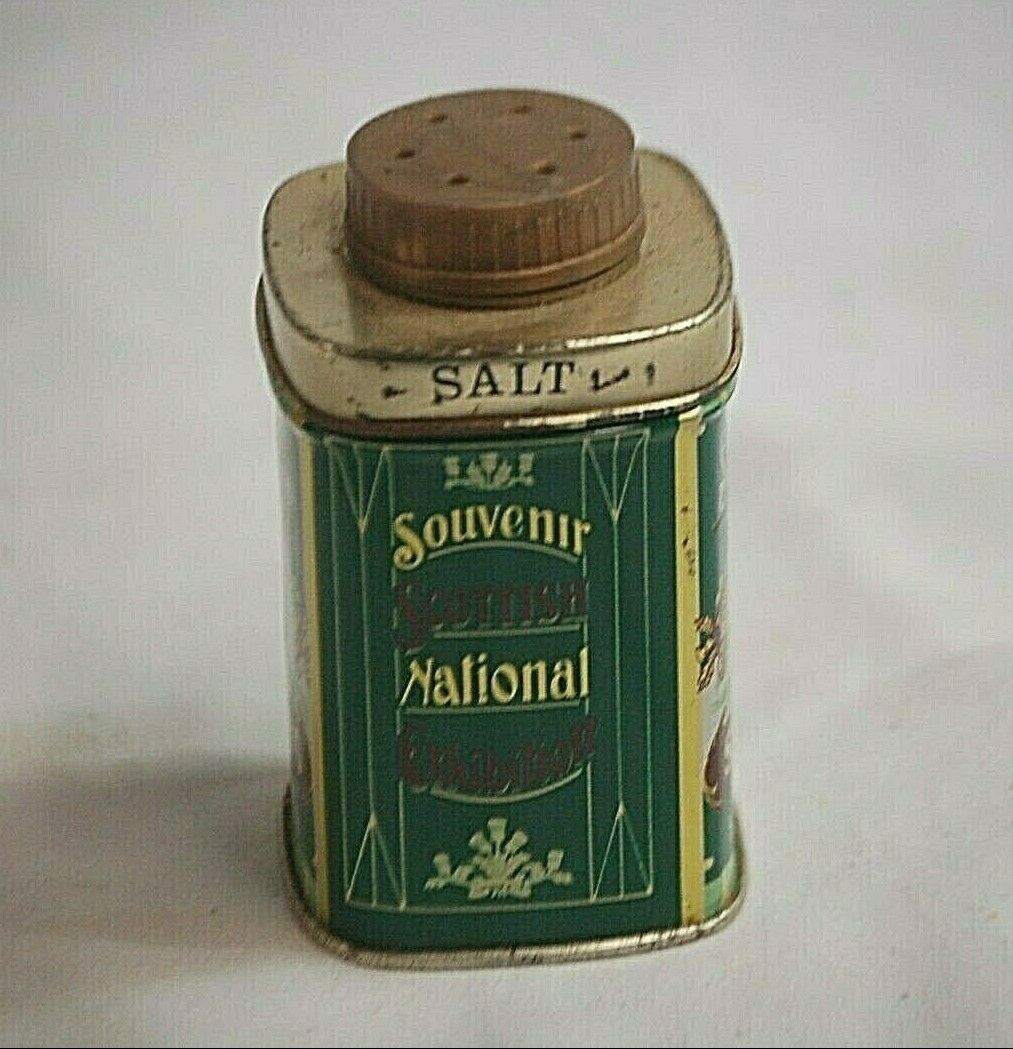 SALT
Souvenir
Scottish
National
Exhibition